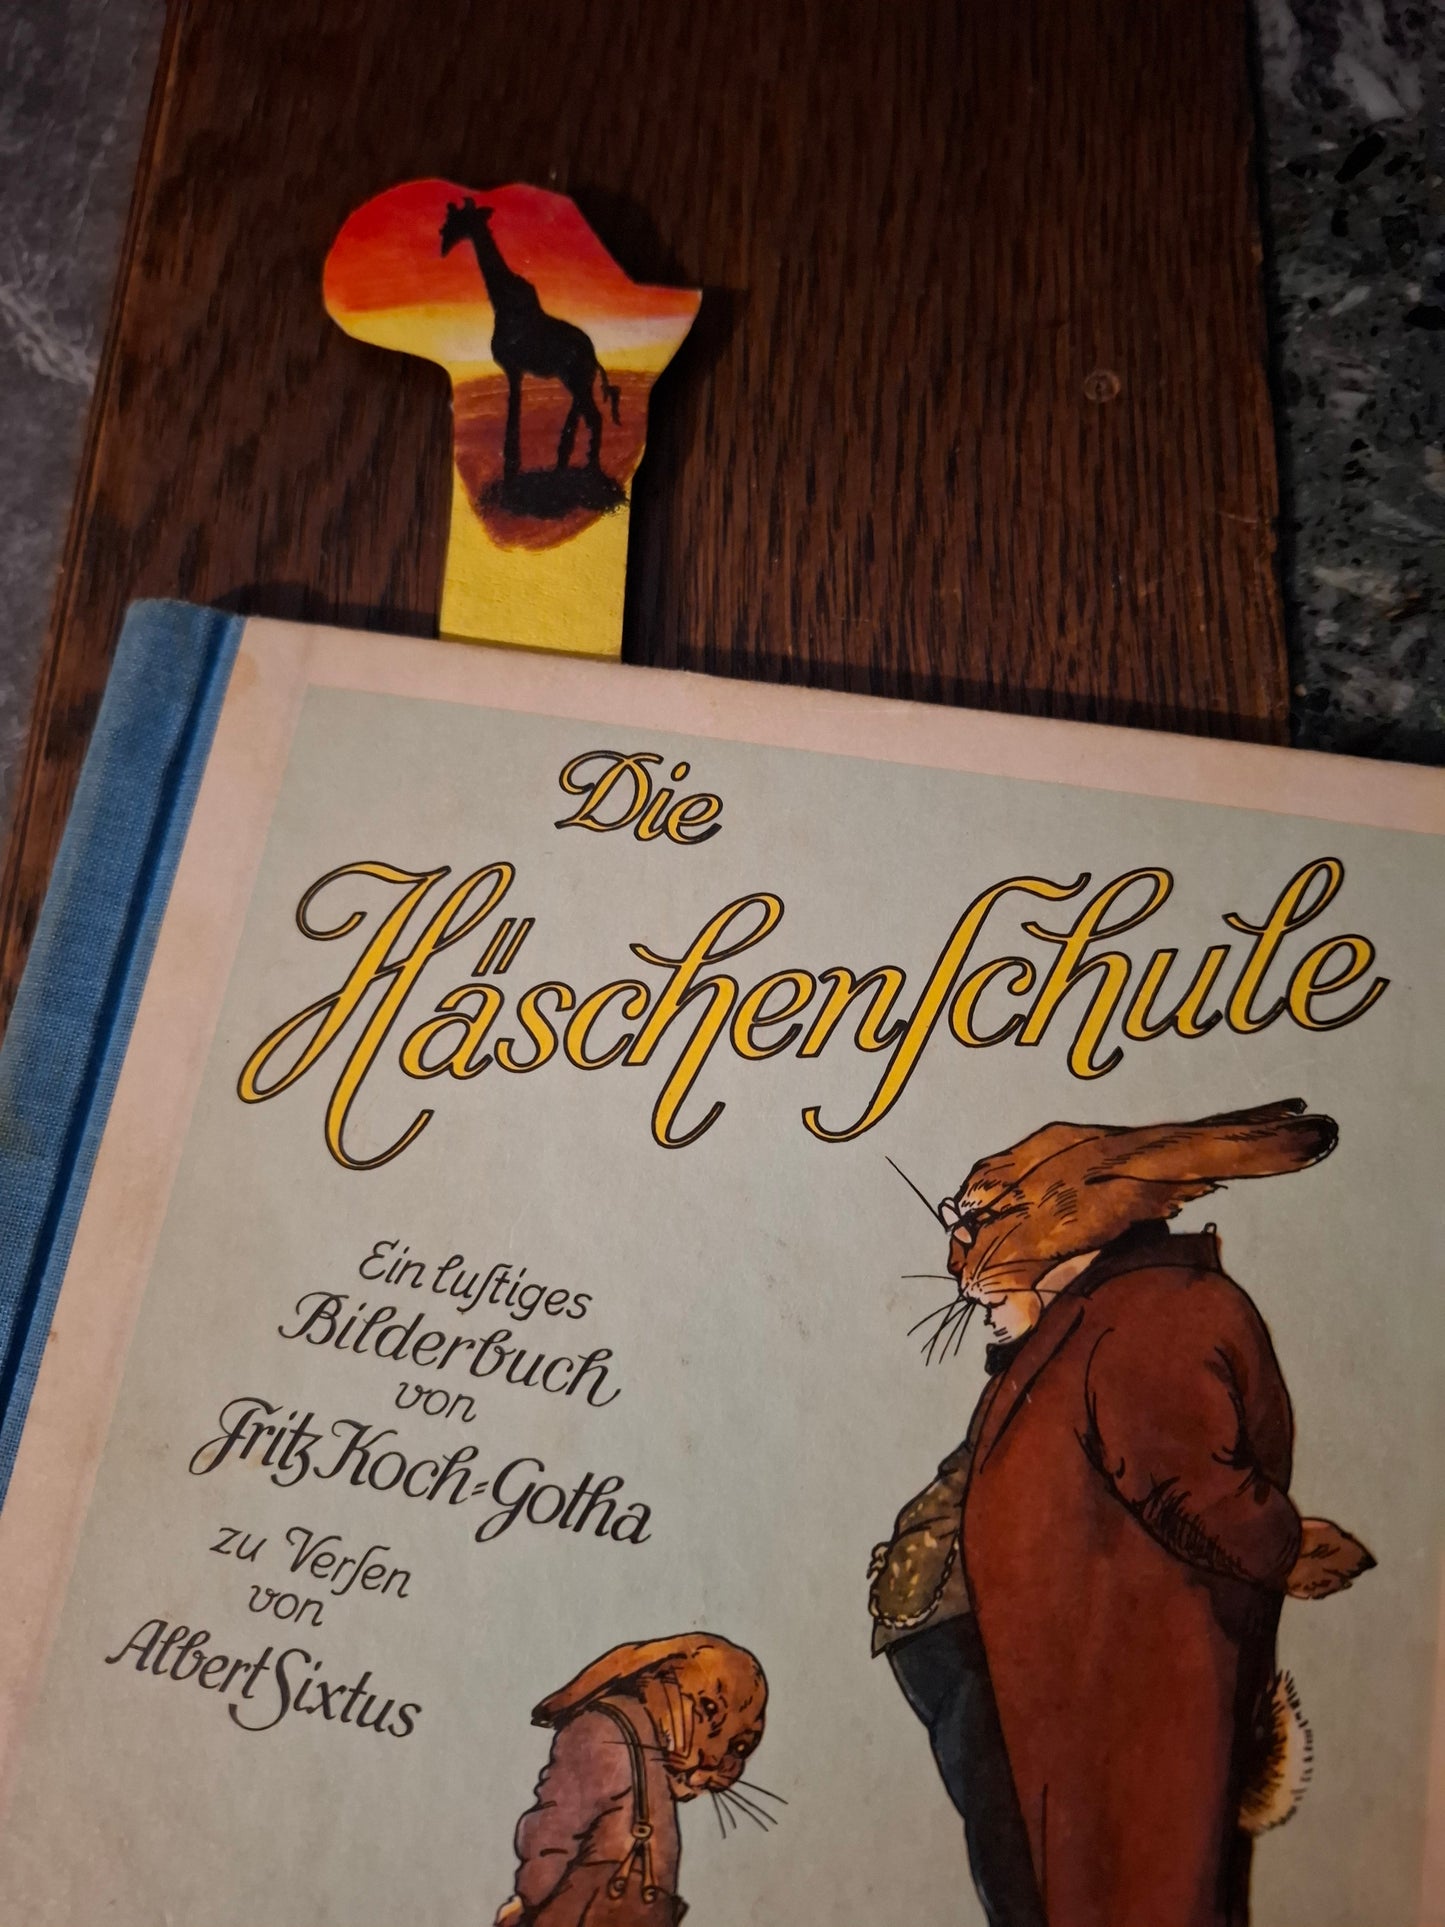 Die
Häschenſchule
Ein luſtiges
Bilderbuch
von
Fritz Koch=Gotha
zu Verſen
von
Albert Sixtus